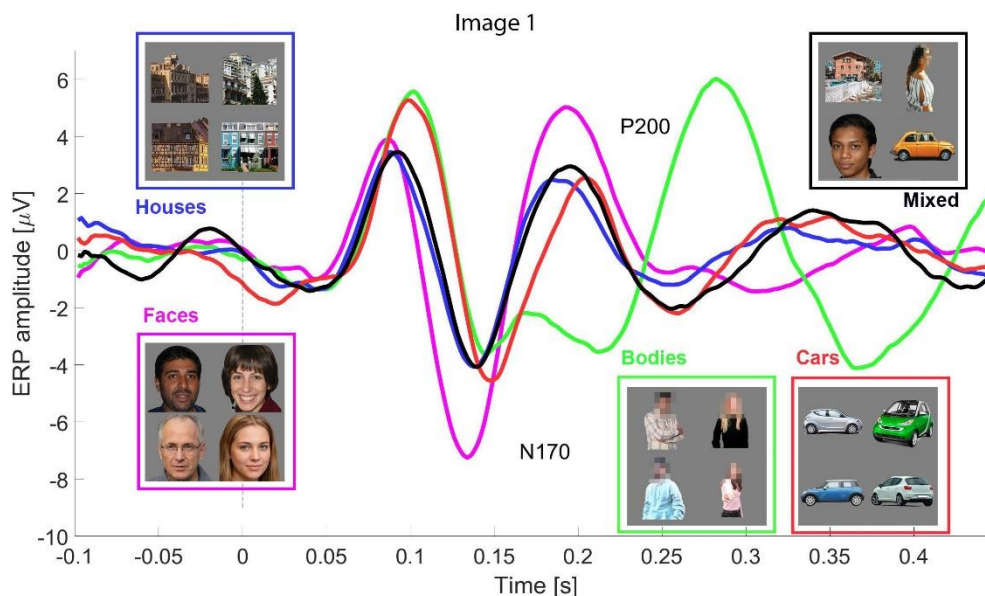 Image 1
ERP amplitude [μV]
6
4
2
0
-2
-4
-6
-8
-10
Houses
P200
Mixed
Faces
N170
Bodies
Cars
-0.1
-0.05
0
0.05
0.1
0.15
0.2
0.25
0.3
0.35
0.4
Time [s]